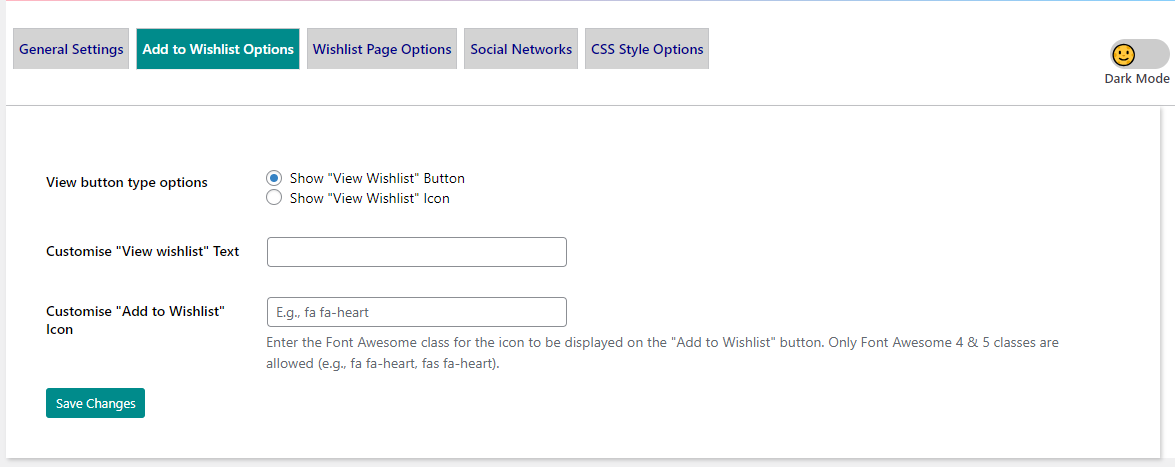 General Settings
Add to Wishlist Options
Wishlist Page Options
Social Networks
CSS Style Options
Dark Mode
View button type options
Show "View Wishlist" Button
Show "View Wishlist" Icon
Customise "View wishlist" Text
Customise "Add to Wishlist"
Icon
E.g., fa fa-heart
Enter the Font Awesome class for the icon to be displayed on the "Add to Wishlist" button. Only Font Awesome 4 & 5 classes are
allowed (e.g., fa fa-heart, fas fa-heart).
Save Changes